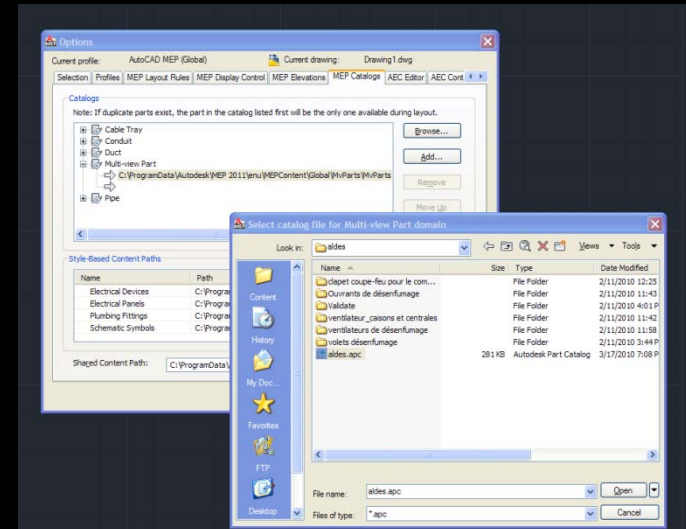 Options
Current profile: AutoCAD MEP (Global) Current drawing: Drawing1.dwg
Selection Profiles MEP Layout Rules MEP Display Control MEP Elevations MEP Catalogs AEC Editor AEC Cont
Catalogs
Note: If duplicate parts exist, the part in the catalog listed first will be the only one available during layout.
Cable Tray
Conduit
Duct
Multi-view Part
C:\ProgramData\Autodesk\MEP 2011\enu\MEPContent\Global\MvParts\MvParts
Pipe
Browse...
Add...
Remove
Move Up
Style-Based Content Paths
Name Path
Electrical Devices C:\Program
Electrical Panels C:\Program
Plumbing Fittings C:\Program
Schematic Symbols C:\Program
Shared Content Path: C:\ProgramData\
Select catalog file for Multi-view Part domain
Look in: aldes Views Tools
Name Size Type Date Modified
clapet coupe-feu pour le com... File Folder 2/11/2010 12:25
Ouvrants de désenfumage File Folder 2/11/2010 11:43
Validate File Folder 2/11/2010 4:01 P
ventilateur_caisons et centrales File Folder 2/11/2010 11:42
ventilateurs de désenfumage File Folder 2/11/2010 11:58
volets désenfumage File Folder 2/11/2010 3:44 P
aldes.apc 281 KB Autodesk Part Catalog 3/17/2010 7:08 P
Content
History
My Doc...
Favorites
FTP
Desktop
File name: aldes.apc Open
Files of type: *.apc Cancel